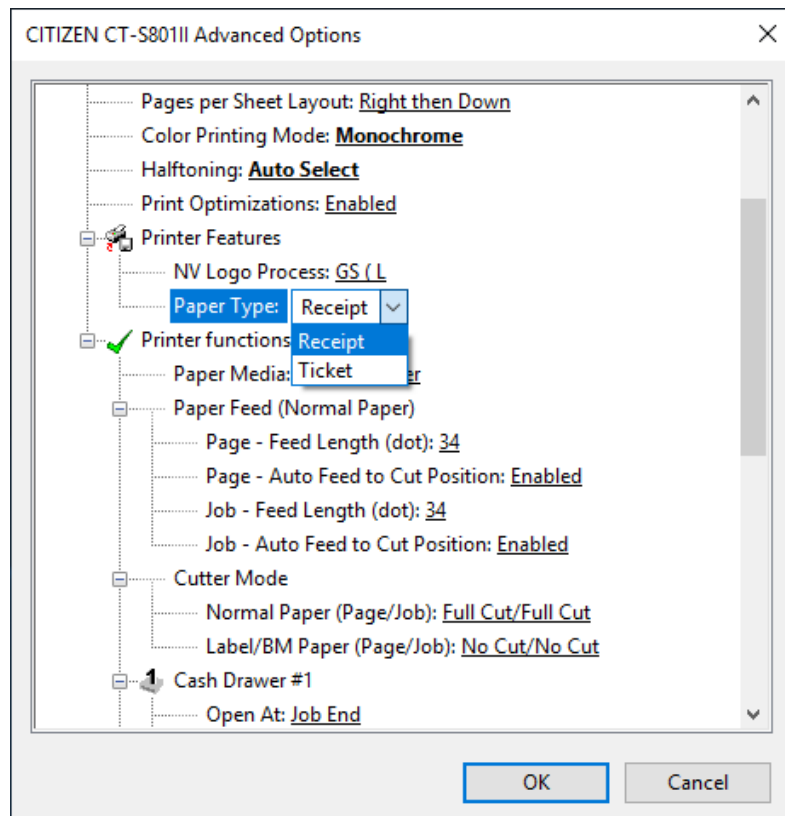 CITIZEN CT-S801II Advanced Options
Pages per Sheet Layout: Right then Down
Color Printing Mode: Monochrome
Halftoning: Auto Select
Print Optimizations: Enabled
Printer Features
NV Logo Process: GS ( L
Paper Type: Receipt
Printer functions Receipt
Paper Media: Ticket
Paper Feed (Normal Paper)
Page - Feed Length (dot): 34
Page - Auto Feed to Cut Position: Enabled
Job - Feed Length (dot): 34
Job - Auto Feed to Cut Position: Enabled
Cutter Mode
Normal Paper (Page/Job): Full Cut/Full Cut
Label/BM Paper (Page/Job): No Cut/No Cut
1 Cash Drawer #1
Open At: Job End
OK Cancel